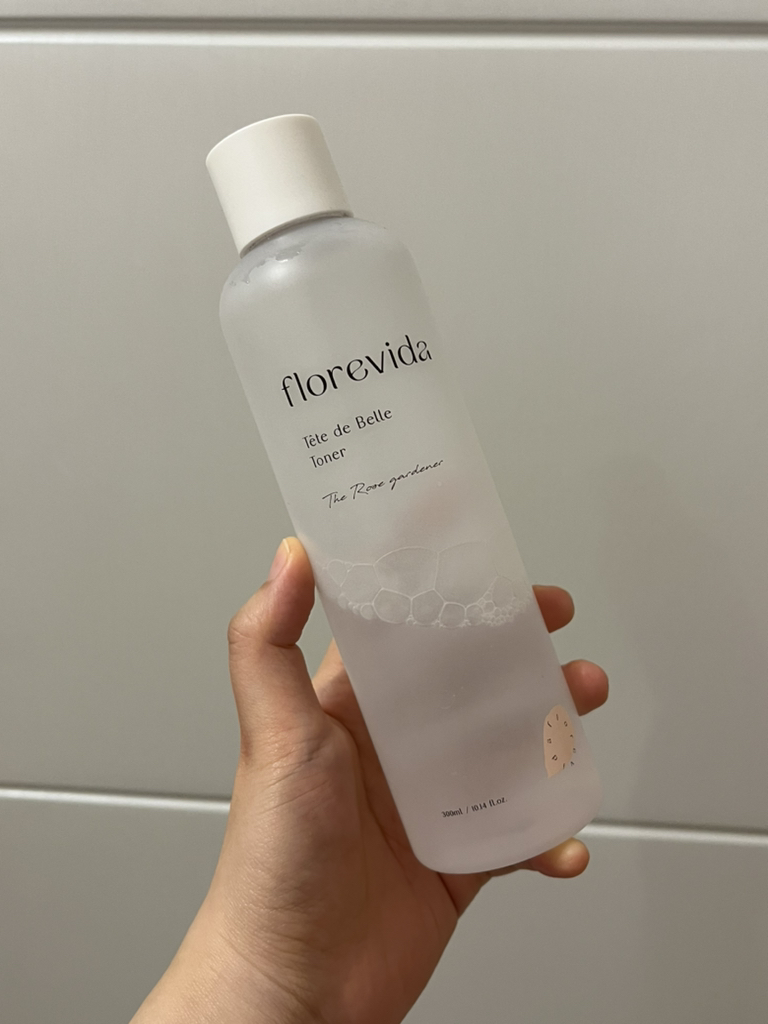 florevida
Tête de Belle
Toner
The Rose gardener
300ml / 10.14 fl.oz.